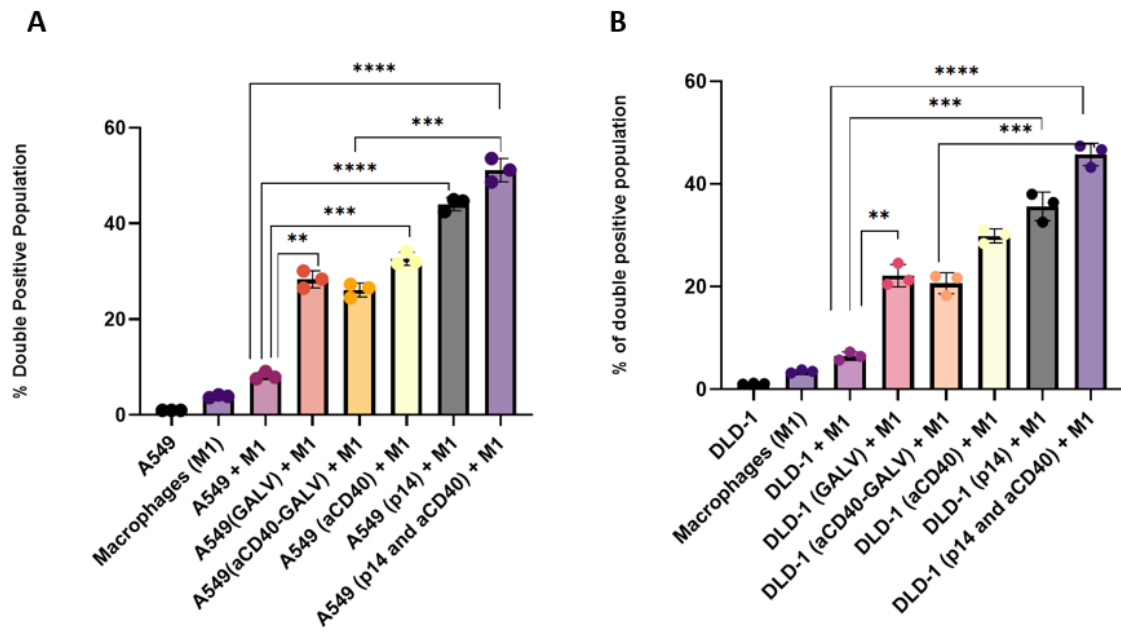 A
% Double Positive Population
60
40
20
0
****
***
****
***
**
A549
Macrophages (M1)
A549 + M1
A549(GALV) + M1
A549(aCD40-GALV) + M1
A549 (aCD40) + M1
A549 (p14) + M1
A549 (p14 and aCD40) + M1
B
% of double positive population
60
40
20
0
****
***
***
**
DLD-1
Macrophages (M1)
DLD-1 + M1
DLD-1 (GALV) + M1
DLD-1 (aCD40-GALV) + M1
DLD-1 (aCD40) + M1
DLD-1 (p14) + M1
DLD-1 (p14 and aCD40) + M1